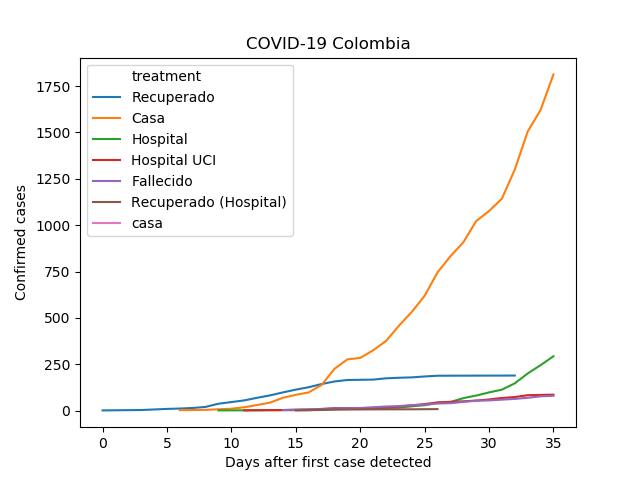 COVID-19 Colombia
treatment
Recuperado
Casa
Hospital
Hospital UCI
Fallecido
Recuperado (Hospital)
casa
Confirmed cases
1750
1500
1250
1000
750
500
250
0
0 5 10 15 20 25 30 35
Days after first case detected